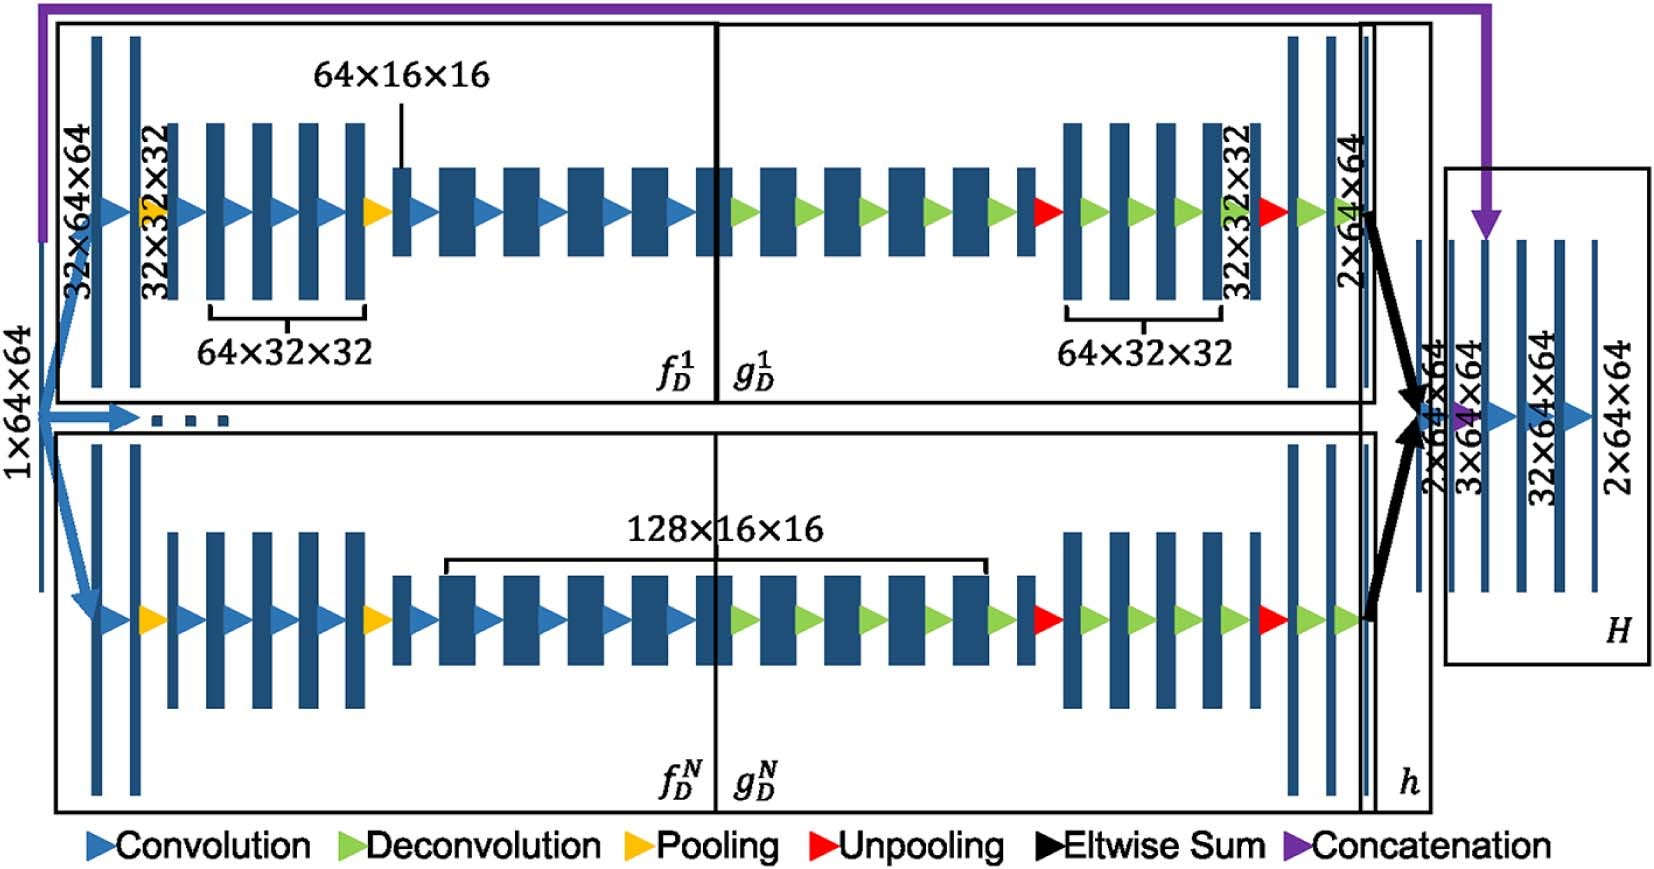 64×16×16
1×64×64
32×64×64
32×32×32
64×32×32
$f_D^1$
$g_D^1$
64×32×32
32×32×32
2×64×64
128×16×16
$f_D^N$
$g_D^N$
h
2×64×64
3×64×64
32×64×64
2×64×64
H
Convolution Deconvolution Pooling Unpooling Eltwise Sum Concatenation